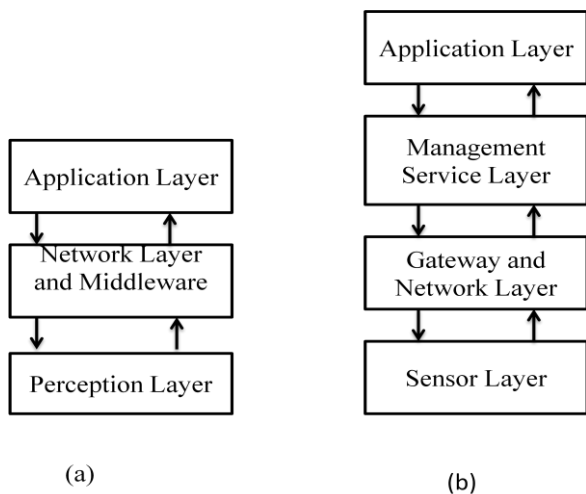 Application Layer
Network Layer
and Middleware
Perception Layer
(a)
Application Layer
Management
Service Layer
Gateway and
Network Layer
Sensor Layer
(b)